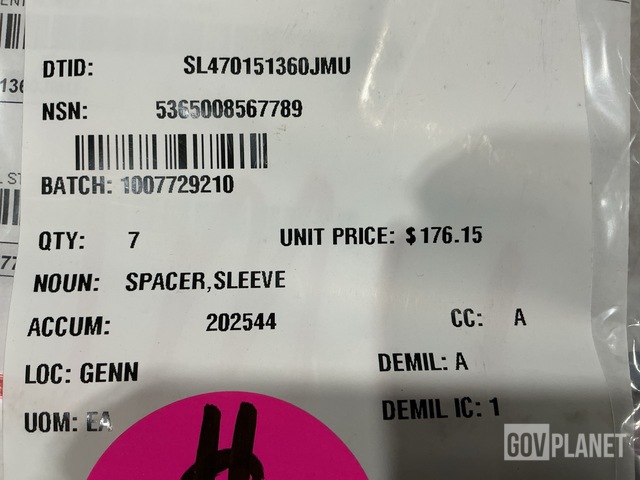 DTID: SL470151360JMU
NSN: 5365008567789
BATCH: 1007729210
QTY: 7 UNIT PRICE: $176.15
NOUN: SPACER,SLEEVE
ACCUM: 202544 CC: A
LOC: GENN DEMIL: A
UOM: EA DEMIL IC: 1
GOVPLANET